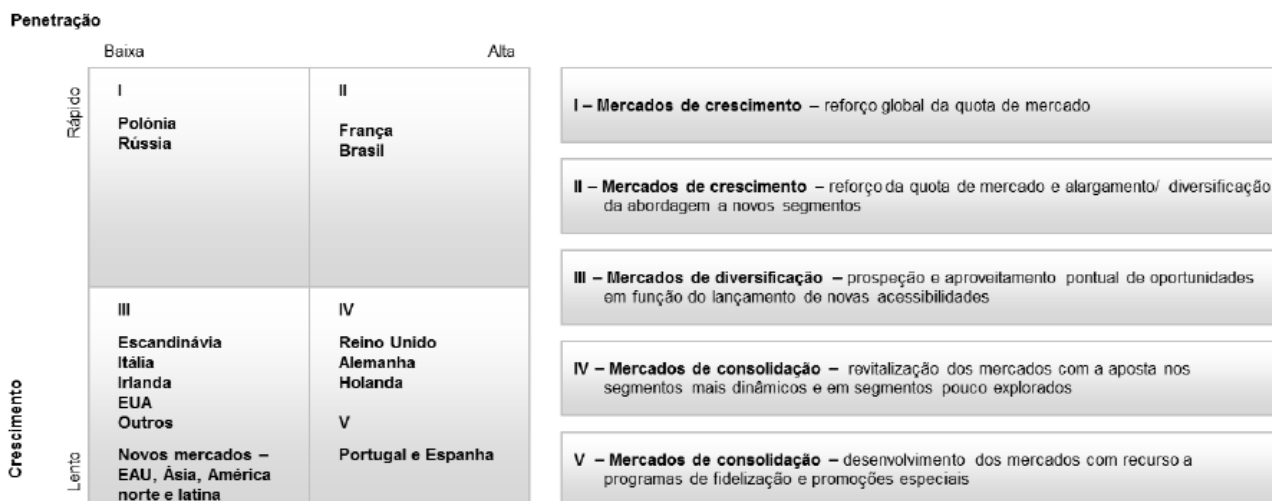 Penetração
Baixa
Alta
Rápido
I
Polónia
Rússia
II
França
Brasil
III
Escandinávia
Itália
Irlanda
EUA
Outros
Novos mercados –
EAU, Ásia, América
norte e latina
IV
Reino Unido
Alemanha
Holanda
V
Portugal e Espanha
Crescimento
Lento
I – Mercados de crescimento – reforço global da quota de mercado
II – Mercados de crescimento – reforço da quota de mercado e alargamento/ diversificação
da abordagem a novos segmentos
III – Mercados de diversificação – prospeção e aproveitamento pontual de oportunidades
em função do lançamento de novas acessibilidades
IV – Mercados de consolidação – revitalização dos mercados com a aposta nos
segmentos mais dinâmicos e em segmentos pouco explorados
V – Mercados de consolidação – desenvolvimento dos mercados com recurso a
programas de fidelização e promoções especiais